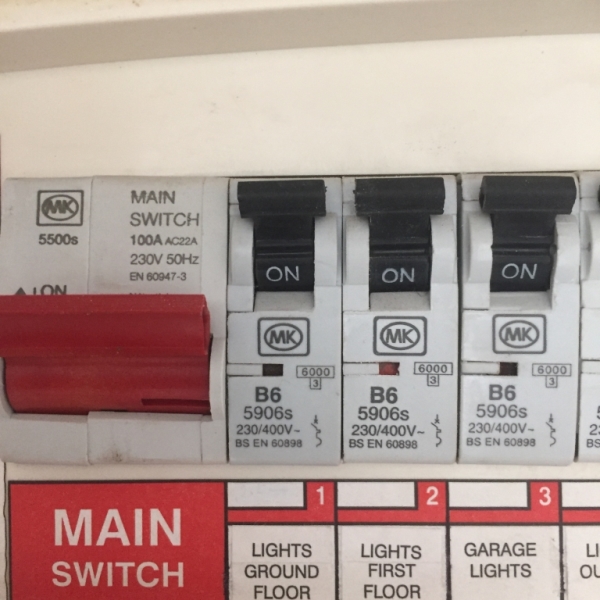 MK
5500s
ON
MAIN
SWITCH
100A AC22A
230V 50Hz
EN 60947-3
ON
MK
6000
3
B6
5906s
230/400V~
BS EN 60898
ON
MK
6000
3
B6
5906s
230/400V~
BS EN 60898
ON
MK
6000
3
B6
5906s
230/400V~
BS EN 60898
MAIN
SWITCH
1
LIGHTS
GROUND
FLOOR
2
LIGHTS
FIRST
FLOOR
3
GARAGE
LIGHTS